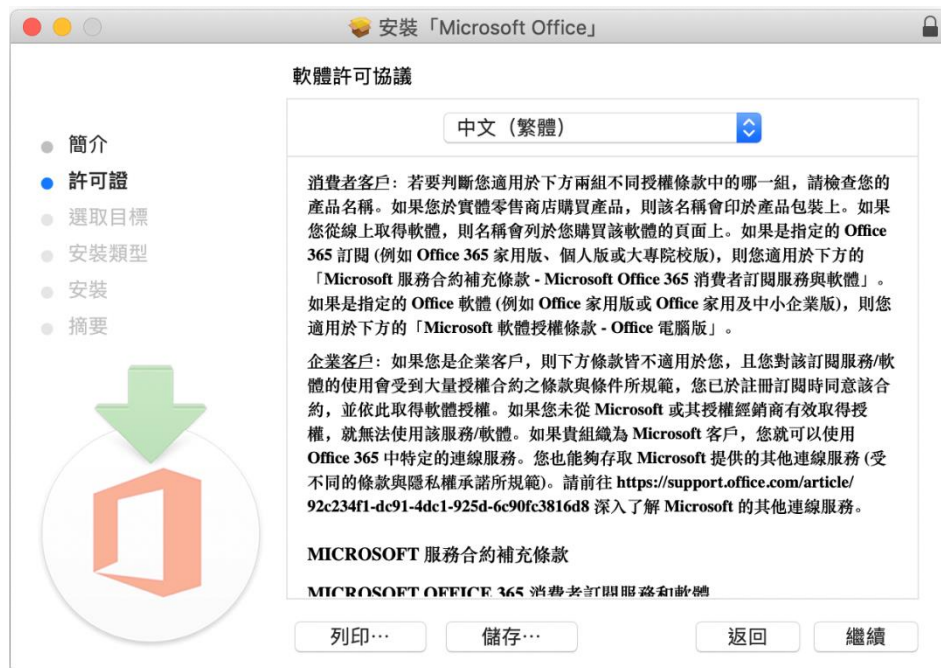 安裝「Microsoft Office」
軟體許可協議
簡介
許可證
選取目標
安裝類型
安裝
摘要
中文（繁體）
消費者客戶：若要判斷您適用於下方兩組不同授權條款中的哪一組，請檢查您的
產品名稱。如果您於實體零售商店購買產品，則該名稱會印於產品包裝上。如果
您從線上取得軟體，則名稱會列於您購買該軟體的頁面上。如果是指定的 Office
365 訂閱 (例如 Office 365 家用版、個人版或大專院校版)，則您適用於下方的
「Microsoft 服務合約補充條款 - Microsoft Office 365 消費者訂閱服務與軟體」。
如果是指定的 Office 軟體 (例如 Office 家用版或 Office 家用及中小企業版)，則您
適用於下方的「Microsoft 軟體授權條款 - Office 電腦版」。
企業客戶：如果您是企業客戶，則下方條款皆不適用於您，且您對該訂閱服務/軟
體的使用會受到大量授權合約之條款與條件所規範，您已於註冊訂閱時同意該合
約，並依此取得軟體授權。如果您未從 Microsoft 或其授權經銷商有效取得授
權，就無法使用該服務/軟體。如果貴組織為 Microsoft 客戶，您就可以使用
Office 365 中特定的連線服務。您也能夠存取 Microsoft 提供的其他連線服務 (受
不同的條款與隱私權承諾所規範)。請前往 https://support.office.com/article/
92c234f1-dc91-4dc1-925d-6c90fc3816d8 深入了解 Microsoft 的其他連線服務。
MICROSOFT 服務合約補充條款
MICROSOFT OFFICE 365 消費者訂閱服務和軟體
列印⋯
儲存⋯
返回
繼續